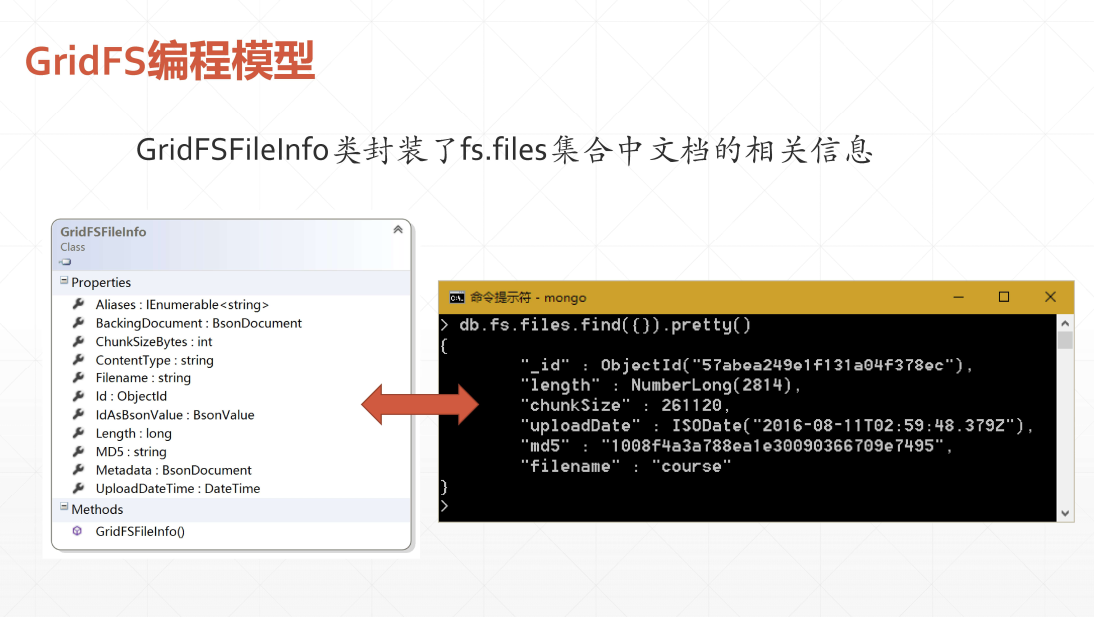 GridFS编程模型
GridFSFileInfo类封装了fs.files集合中文档的相关信息
GridFSFileInfo
Class
Properties
Aliases : IEnumerable<string>
BackingDocument : BsonDocument
ChunkSizeBytes : int
ContentType : string
Filename : string
Id : ObjectId
IdAsBsonValue : BsonValue
Length : long
MD5 : string
Metadata : BsonDocument
UploadDateTime : DateTime
Methods
GridFSFileInfo()
命令提示符 - mongo
> db.fs.files.find({}).pretty()
{
"_id" : ObjectId("57abea249e1f131a04f378ec"),
"length" : NumberLong(2814),
"chunkSize" : 261120,
"uploadDate" : ISODate("2016-08-11T02:59:48.379Z"),
"md5" : "1008f4a3a788ea1e30090366709e7495",
"filename" : "course"
}
>